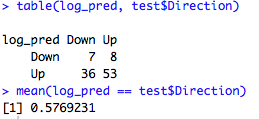 > table(log_pred, test$Direction)
log_pred Down Up
Down 7 8
Up 36 53
> mean(log_pred == test$Direction)
[1] 0.5769231